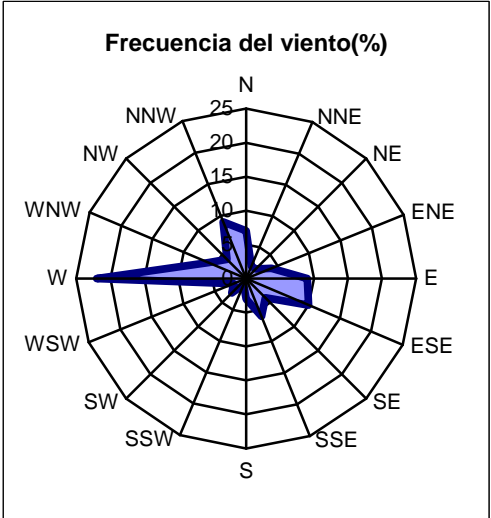 Frecuencia del viento(%)
N
NNW
NNE
25
NW
20
NE
15
WNW
10
ENE
5
W
0
E
WSW
ESE
SW
SE
SSW
SSE
S